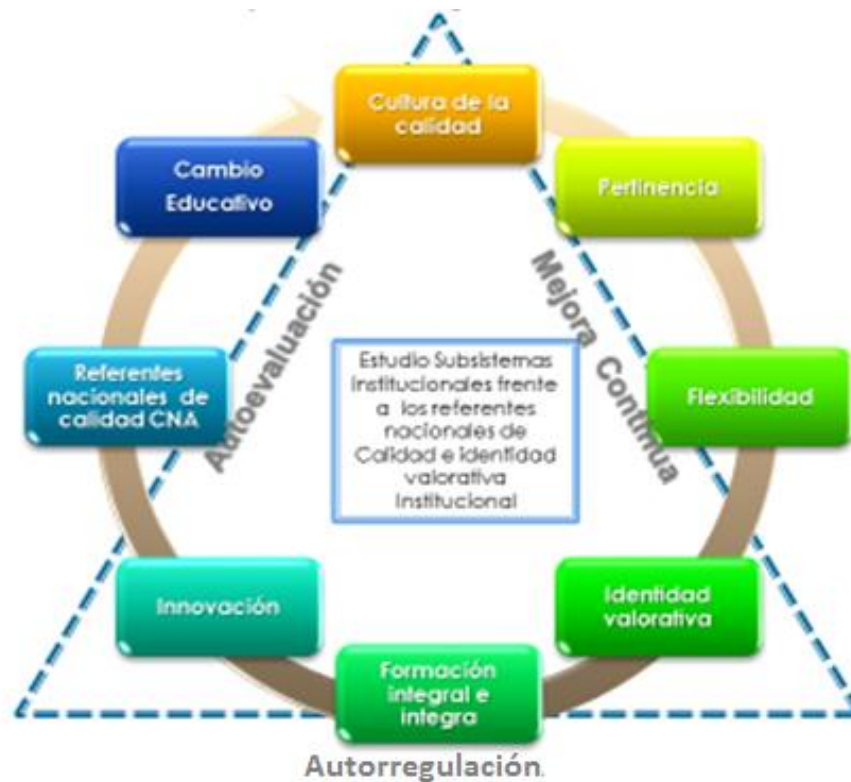 Cultura de la
calidad
Pertinencia
Flexibilidad
Identidad
valorativa
Formación
integral e
integra
Innovación
Referentes
nacionales de
calidad CNA
Cambio
Educativo
Autoevaluación
Mejora Continua
Estudio Subsistemas
Institucionales frente
a los referentes
nacionales de
Calidad e identidad
valorativa
Institucional
Autorregulación.